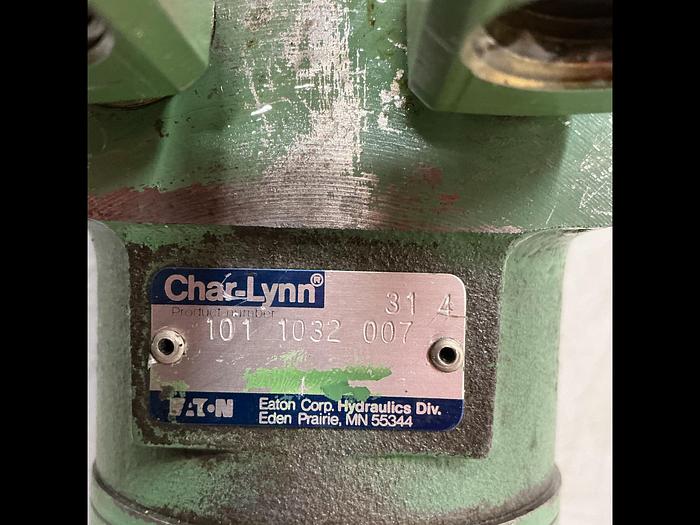 Char-Lynn®
Product number
31 4
101 1032 007
EATON
Eaton Corp. Hydraulics Div.
Eden Prairie, MN 55344